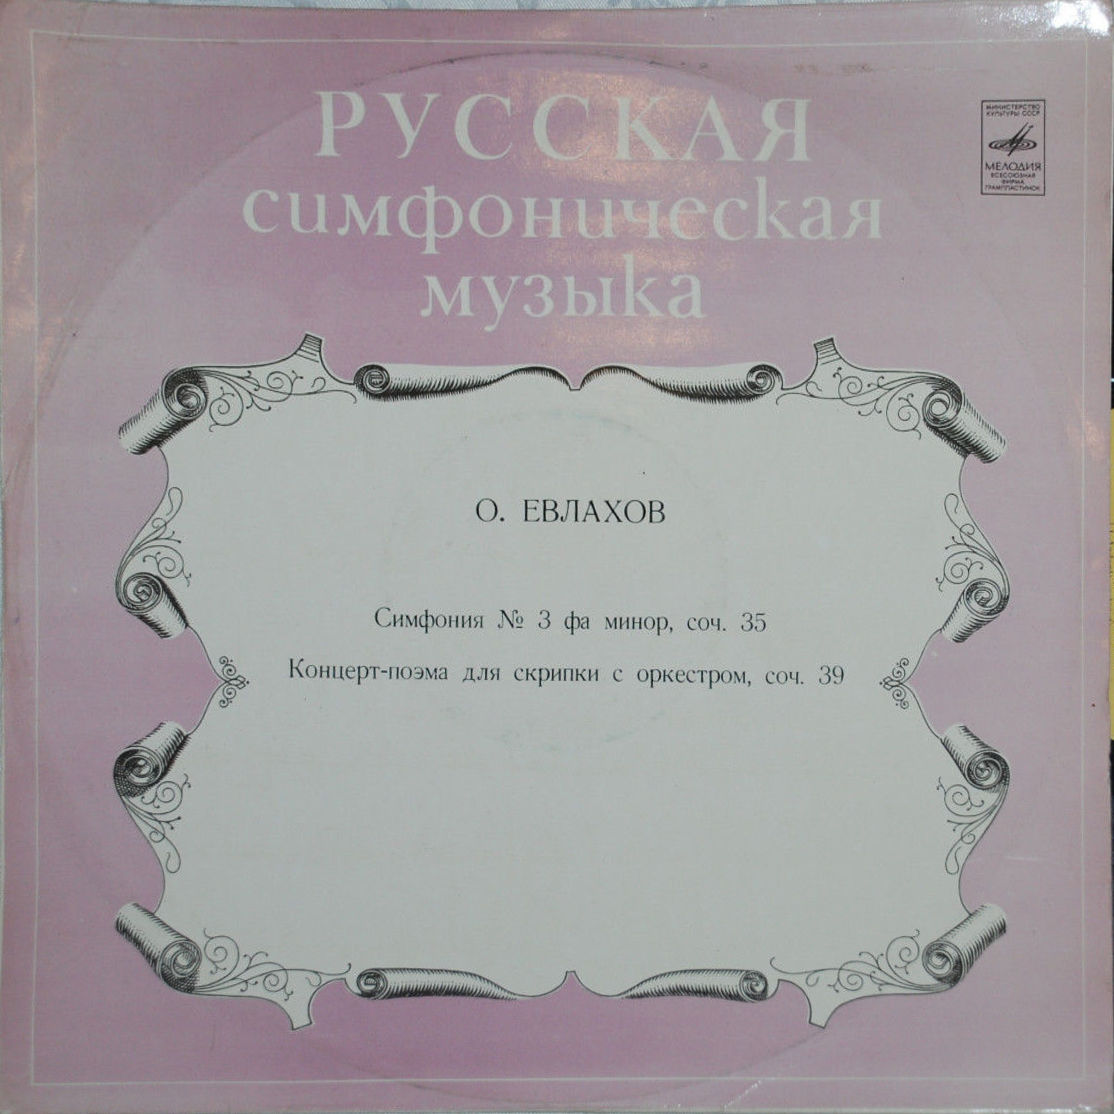 РУССКАЯ
симфоническая
музыка
МИНИСТЕРСТВО
КУЛЬТУРЫ СССР
МЕЛОДИЯ
ВСЕСОЮЗНАЯ
ФИРМА
ГРАМПЛАСТИНОК
О. ЕВЛАХОВ
Симфония № 3 фа минор, соч. 35
Концерт-поэма для скрипки с оркестром, соч. 39